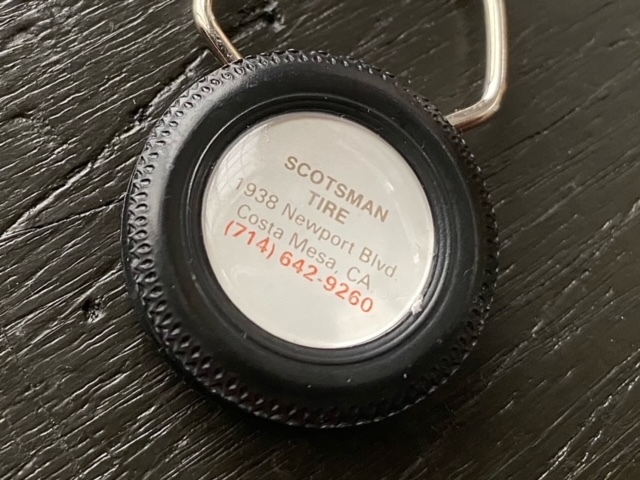 SCOTSMAN
TIRE
1938 Newport Blvd.
Costa Mesa, CA
(714) 642-9260